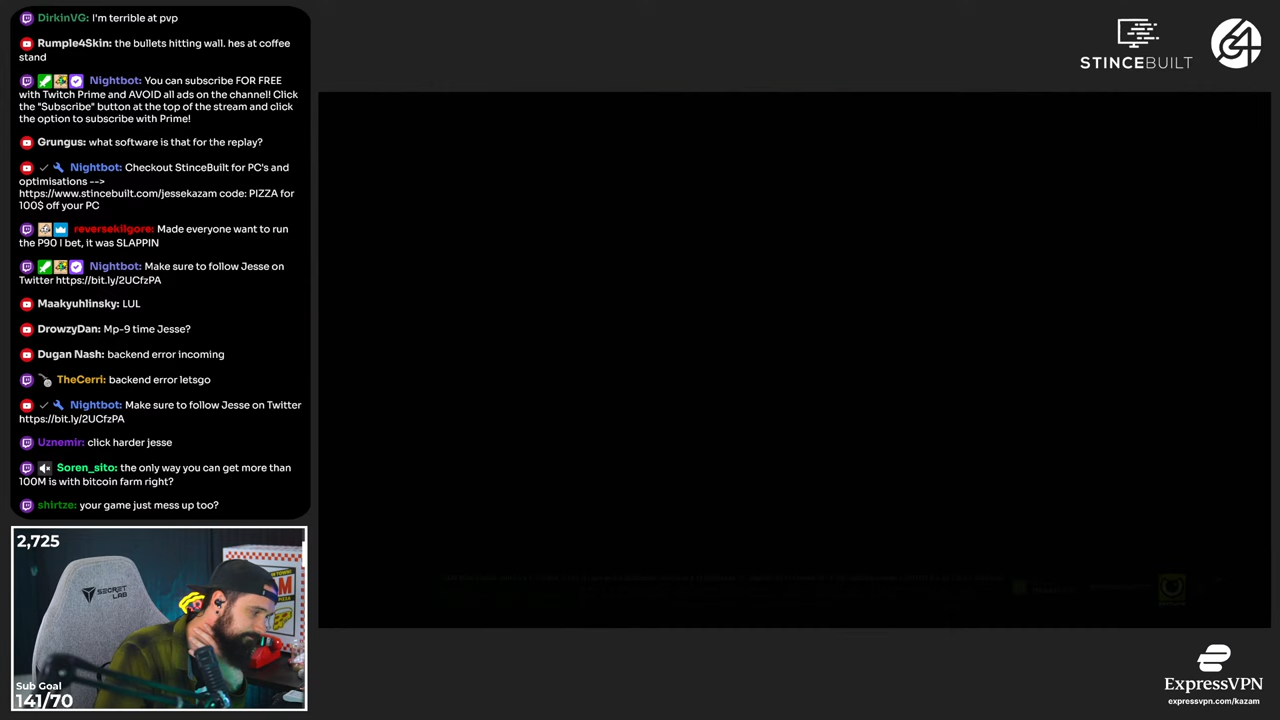 DirkinVG: I'm terrible at pvp
Rumple4Skin: the bullets hitting wall. hes at coffee
stand
Nightbot: You can subscribe FOR FREE
with Twitch Prime and AVOID all ads on the channel! Click
the "Subscribe" button at the top of the stream and click
the option to subscribe with Prime!
Grungus: what software is that for the replay?
Nightbot: Checkout StinceBuilt for PC's and
optimisations -->
https://www.stincebuilt.com/jessekazam code: PIZZA for
100$ off your PC
reversekilgore: Made everyone want to run
the P90 I bet, it was SLAPPIN
Nightbot: Make sure to follow Jesse on
Twitter https://bit.ly/2UCfzPA
Maakyuhlinsky: LUL
DrowzyDan: Mp-9 time Jesse?
Dugan Nash: backend error incoming
TheCerri: backend error letsgo
Nightbot: Make sure to follow Jesse on Twitter
https://bit.ly/2UCfzPA
Uznemir: click harder jesse
Soren_sito: the only way you can get more than
100M is with bitcoin farm right?
shirtze: your game just mess up too?
2,725
SECRET
LAB
Sub Goal
141/70
STINCEBUILT
G4
ExpressVPN
expressvpn.com/kazam